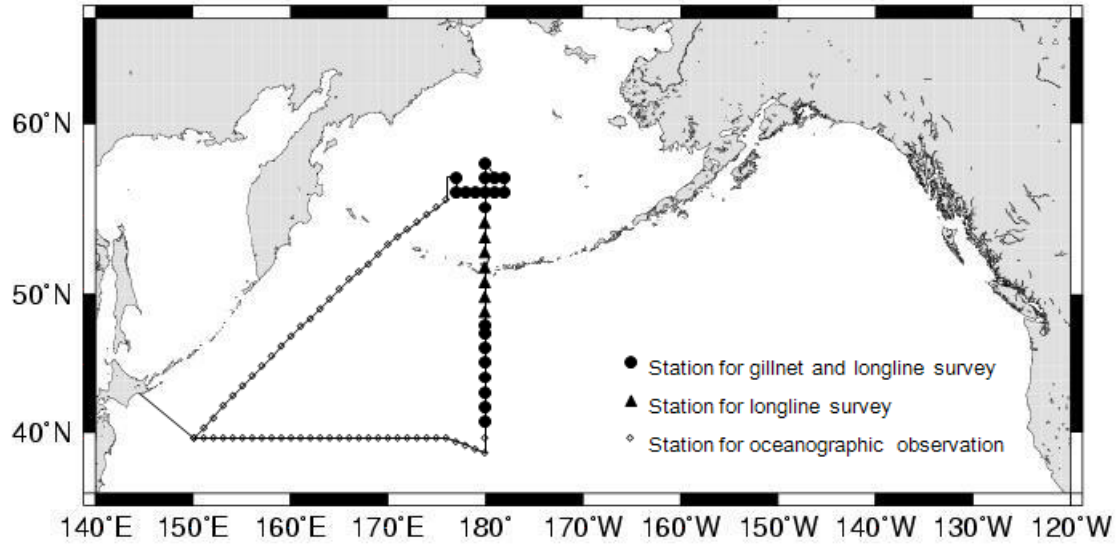 60°N
50°N
40°N
Station for gillnet and longline survey
Station for longline survey
Station for oceanographic observation
140°E 150°E 160°E 170°E 180° 170°W 160°W 150°W 140°W 130°W 120°W